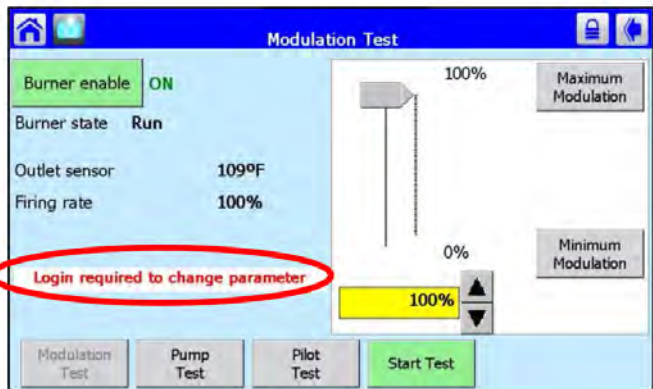 Modulation Test
Burner enable ON
100%
Maximum
Modulation
Burner state Run
Outlet sensor 109ºF
Firing rate 100%
0%
Minimum
Modulation
Login required to change parameter
100%
Modulation
Test
Pump
Test
Pilot
Test
Start Test